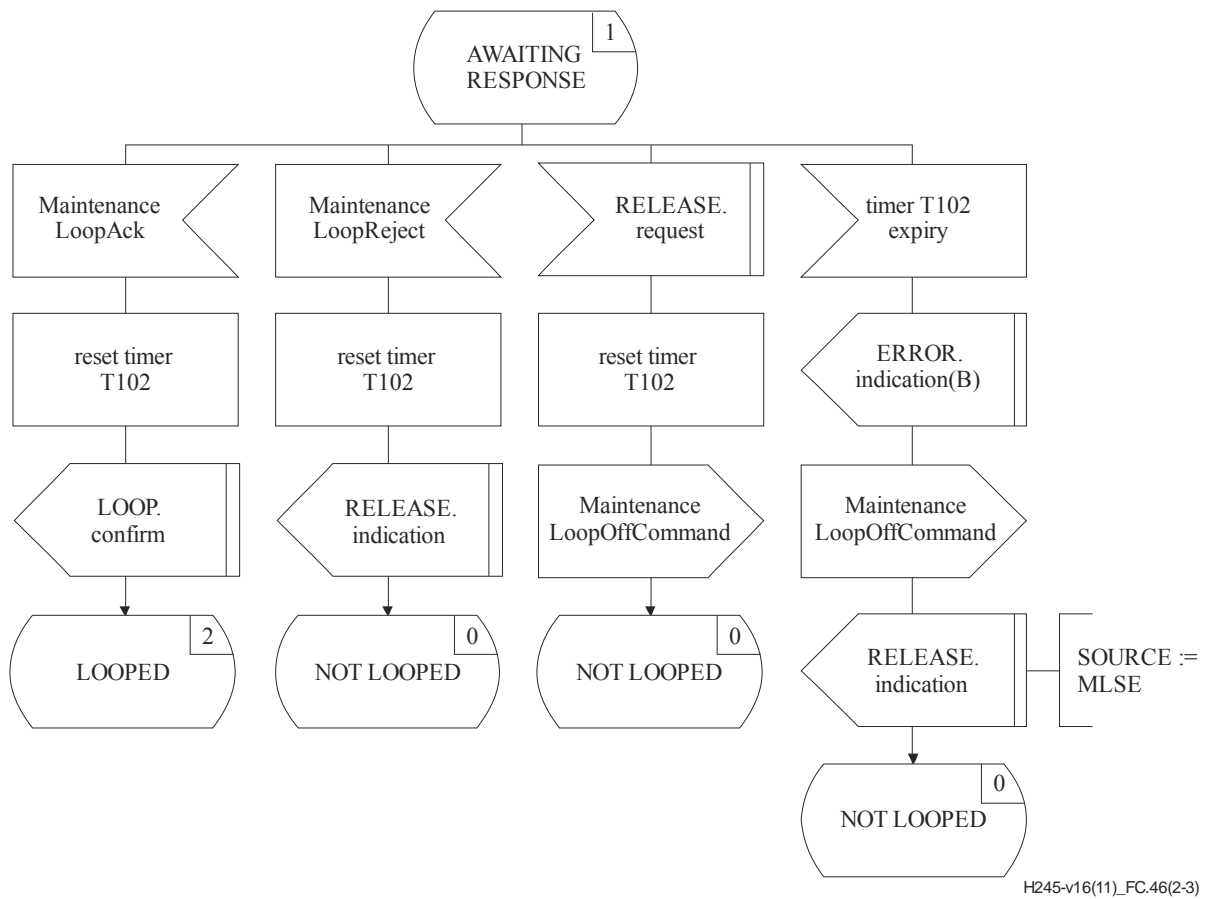 1
AWAITING
RESPONSE
Maintenance
LoopAck
Maintenance
LoopReject
RELEASE.
request
timer T102
expiry
reset timer
T102
reset timer
T102
reset timer
T102
ERROR.
indication(B)
LOOP.
confirm
RELEASE.
indication
Maintenance
LoopOffCommand
Maintenance
LoopOffCommand
2
LOOPED
0
NOT LOOPED
0
NOT LOOPED
RELEASE.
indication
SOURCE :=
MLSE
0
NOT LOOPED
H245-v16(11)_FC.46(2-3)